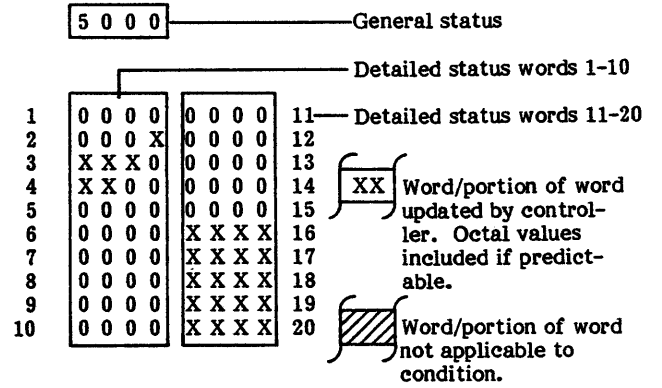 5 0 0 0 General status
Detailed status words 1-10
1 0 0 0 0 0 0 0 0 11 Detailed status words 11-20
2 0 0 0 X 0 0 0 0 12
3 X X X 0 0 0 0 0 13
4 X X 0 0 0 0 0 0 14 XX Word/portion of word
5 0 0 0 0 0 0 0 0 15 updated by control-
6 0 0 0 0 X X X X 16 ler. Octal values
7 0 0 0 0 X X X X 17 included if predict-
8 0 0 0 0 X X X X 18 able.
9 0 0 0 0 X X X X 19
10 0 0 0 0 X X X X 20 Word/portion of word
not applicable to
condition.